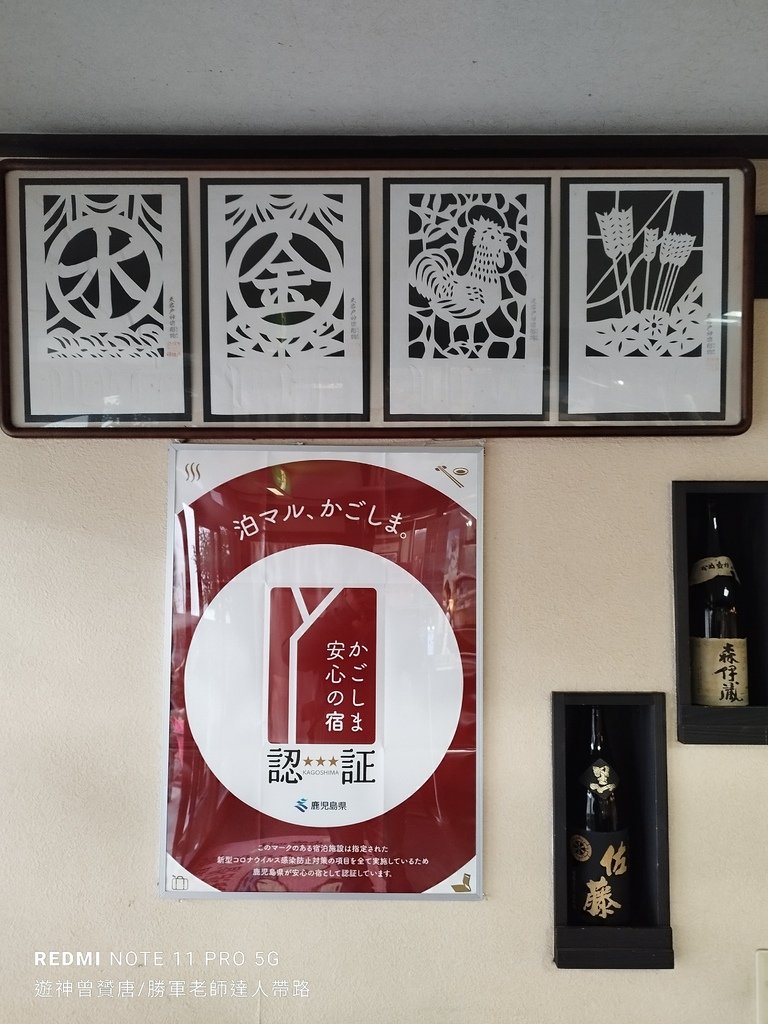 水
金
泊マル、かごしま。
かごしま
安心の宿
認★★★証
KAGOSHIMA
鹿児島県
このマークのある宿泊施設は指定された
新型コロナウイルス感染防止対策の項目を全て実施しているため
鹿児島県が安心の宿として認証しています。
森伊蔵
黒
佐藤
REDMI NOTE 11 PRO 5G
遊神曾贊唐/勝軍老師達人帶路